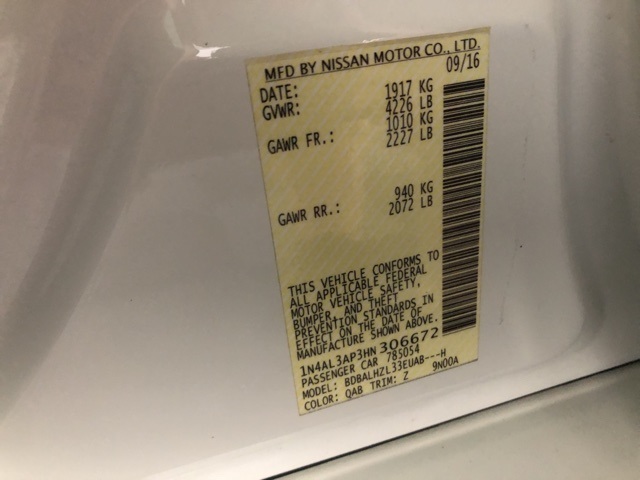 MFD BY NISSAN MOTOR CO., LTD.
DATE: 09/16
GVWR: 1917 KG
4226 LB
GAWR FR.: 1010 KG
2227 LB
GAWR RR.: 940 KG
2072 LB
THIS VEHICLE CONFORMS TO
ALL APPLICABLE FEDERAL
MOTOR VEHICLE SAFETY,
BUMPER, AND THEFT
PREVENTION STANDARDS IN
EFFECT ON THE DATE OF
MANUFACTURE SHOWN ABOVE.
1N4AL3AP3HN306672
PASSENGER CAR 785054
MODEL: BDBALHZL33EUAB---H
COLOR: QAB TRIM: Z 9N00A